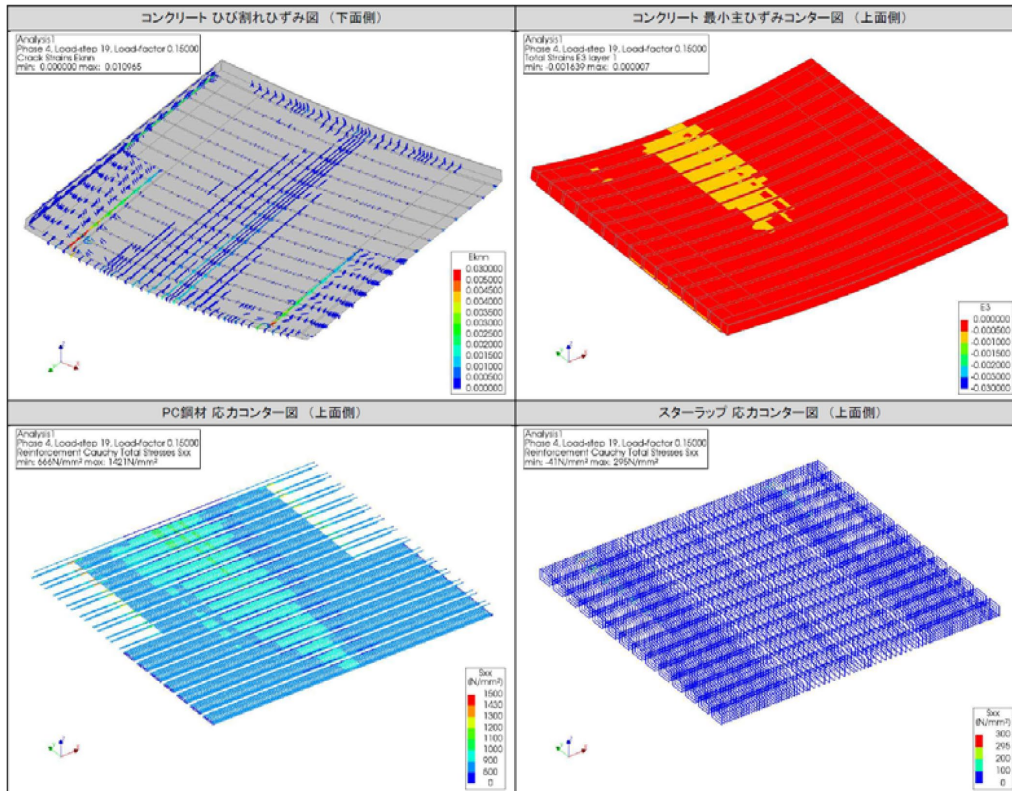 コンクリート ひび割れひずみ図 (下面側)
Analysis1
Phase 4, Load-step 19, Load-factor 0.15000
Crack Strains Eknn
min: 0.000000 max: 0.010965
Eknn
0.030000
0.005000
0.004500
0.004000
0.003500
0.003000
0.002500
0.002000
0.001500
0.001000
0.000500
0.000000
コンクリート 最小主ひずみコンター図 (上面側)
Analysis1
Phase 4, Load-step 19, Load-factor 0.15000
Total Strains E3 layer 1
min: -0.001639 max: 0.000007
E3
0.000000
-0.000500
-0.001000
-0.001500
-0.002000
-0.003000
-0.030000
PC鋼材 応力コンター図 (上面側)
Analysis1
Phase 4, Load-step 19, Load-factor 0.15000
Reinforcement Cauchy Total Stresses Sxx
min: 666N/mm² max: 1421N/mm²
Sxx
(N/mm²)
1500
1430
1300
1200
1100
1000
900
600
0
スターラップ 応力コンター図 (上面側)
Analysis1
Phase 4, Load-step 19, Load-factor 0.15000
Reinforcement Cauchy Total Stresses Sxx
min: -41N/mm² max: 295N/mm²
Sxx
(N/mm²)
300
295
200
100
0